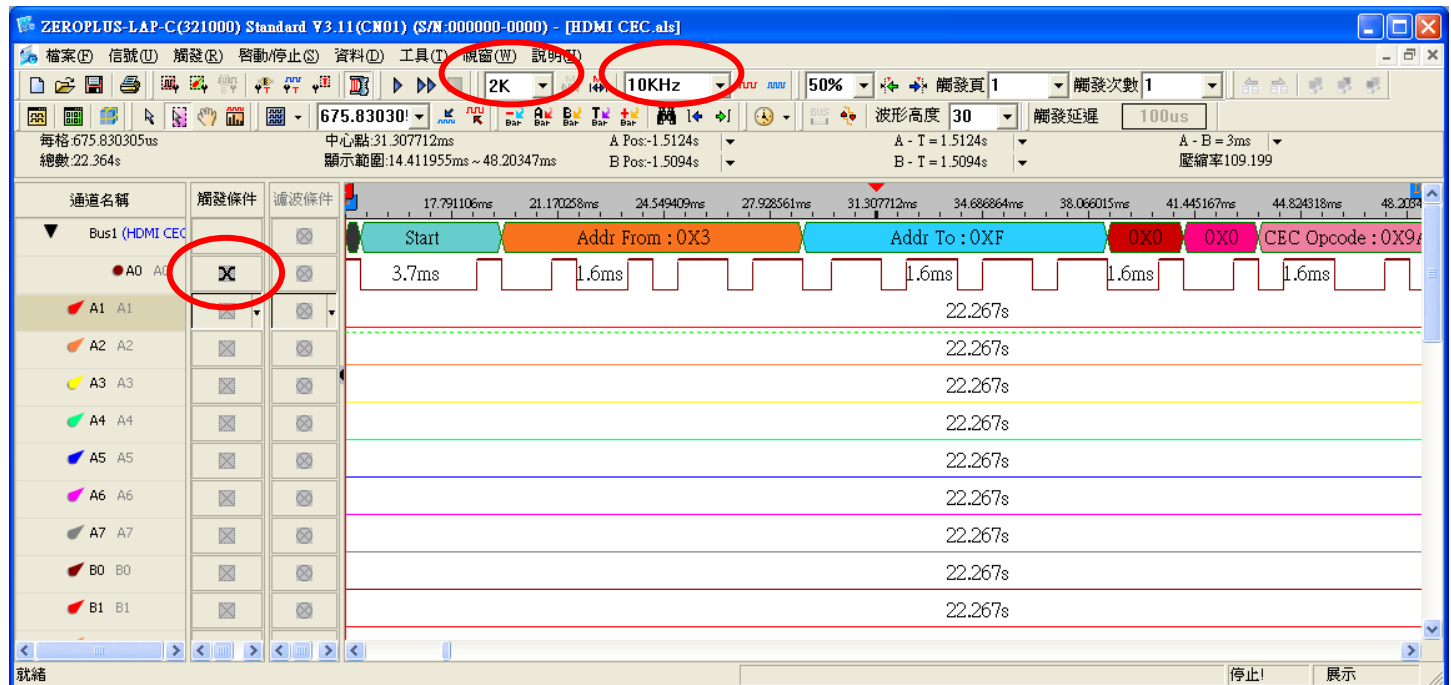 ZEROPLUS-LAP-C(321000) Standard V3.11(CN01) (S/N:000000-0000) - [HDMI CEC.als]
檔案(F) 信號(U) 觸發(R) 啓動/停止(S) 資料(D) 工具(T) 視窗(W) 說明(H)
2K 10KHz 50% 觸發頁 1 觸發次數 1
675.83030! Bar Bar Bar Bar Bar BUS 波形高度 30 觸發延遲 100us
每格:675.830305us 中心點:31.307712ms A Pos:-1.5124s A - T = 1.5124s A - B = 3ms
總數:22.364s 顯示範圍:14.411955ms ~ 48.20347ms B Pos:-1.5094s B - T = 1.5094s 壓縮率109.199
通道名稱 觸發條件 濾波條件 17.791106ms 21.170258ms 24.549409ms 27.928561ms 31.307712ms 34.686864ms 38.066015ms 41.445167ms 44.824318ms 48.2034
Bus1 (HDMI CEC Start Addr From : 0X3 Addr To : 0XF 0X0 0X0 CEC Opcode : 0X9A
A0 A0 3.7ms 1.6ms 1.6ms 1.6ms 1.6ms
A1 A1 22.267s
A2 A2 22.267s
A3 A3 22.267s
A4 A4 22.267s
A5 A5 22.267s
A6 A6 22.267s
A7 A7 22.267s
B0 B0 22.267s
B1 B1 22.267s
就緒 停止! 展示